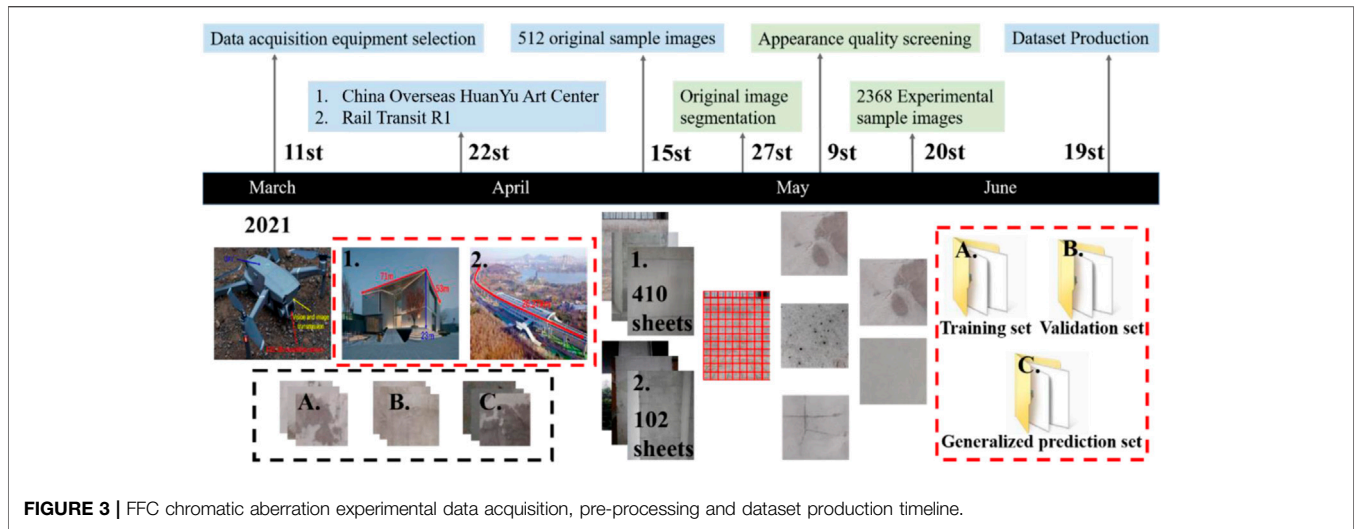 Data acquisition equipment selection
512 original sample images
Appearance quality screening
Dataset Production
1. China Overseas HuanYu Art Center
2. Rail Transit R1
Original image
segmentation
2368 Experimental
sample images
11st
22st
15st
27st
9st
20st
19st
March
April
May
June
2021
1.
71m
53m
22m
2.
1.
410
sheets
2.
102
sheets
A.
B.
C.
A.
Training set
B.
Validation set
C.
Generalized prediction set
FIGURE 3 | FFC chromatic aberration experimental data acquisition, pre-processing and dataset production timeline.